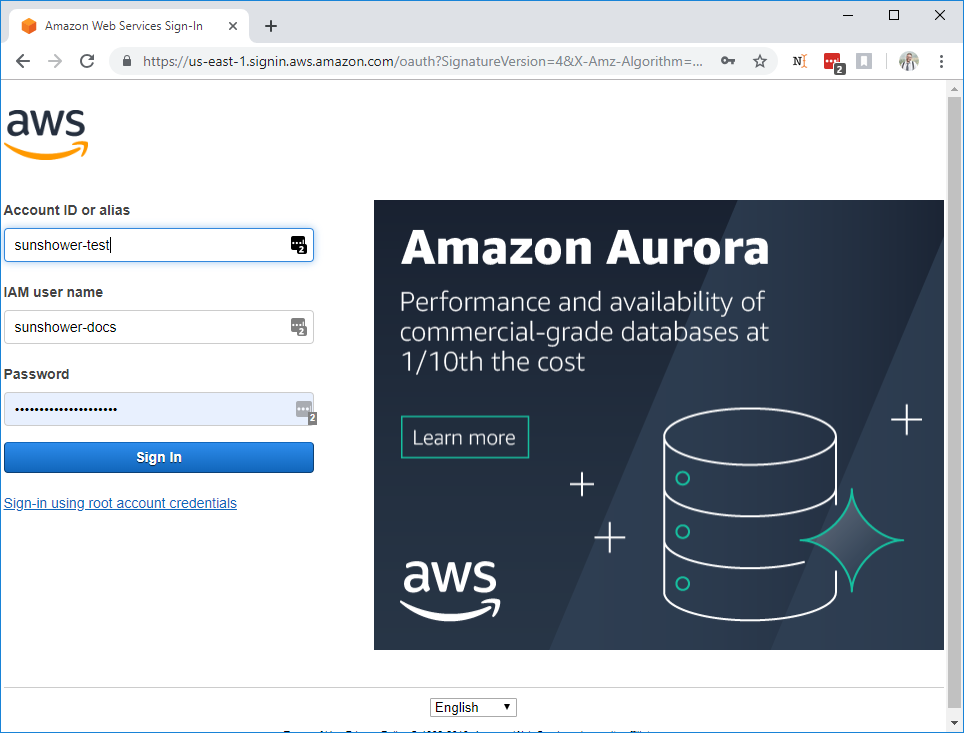 Amazon Web Services Sign-In
https://us-east-1.signin.aws.amazon.com/oauth?SignatureVersion=4&X-Amz-Algorithm=...
N
2
aws
Account ID or alias
sunshower-test
2
IAM user name
sunshower-docs
2
Password
•••••••••••••••••••••
2
Sign In
Sign-in using root account credentials
Amazon Aurora
Performance and availability of
commercial-grade databases at
1/10th the cost
Learn more
aws
English